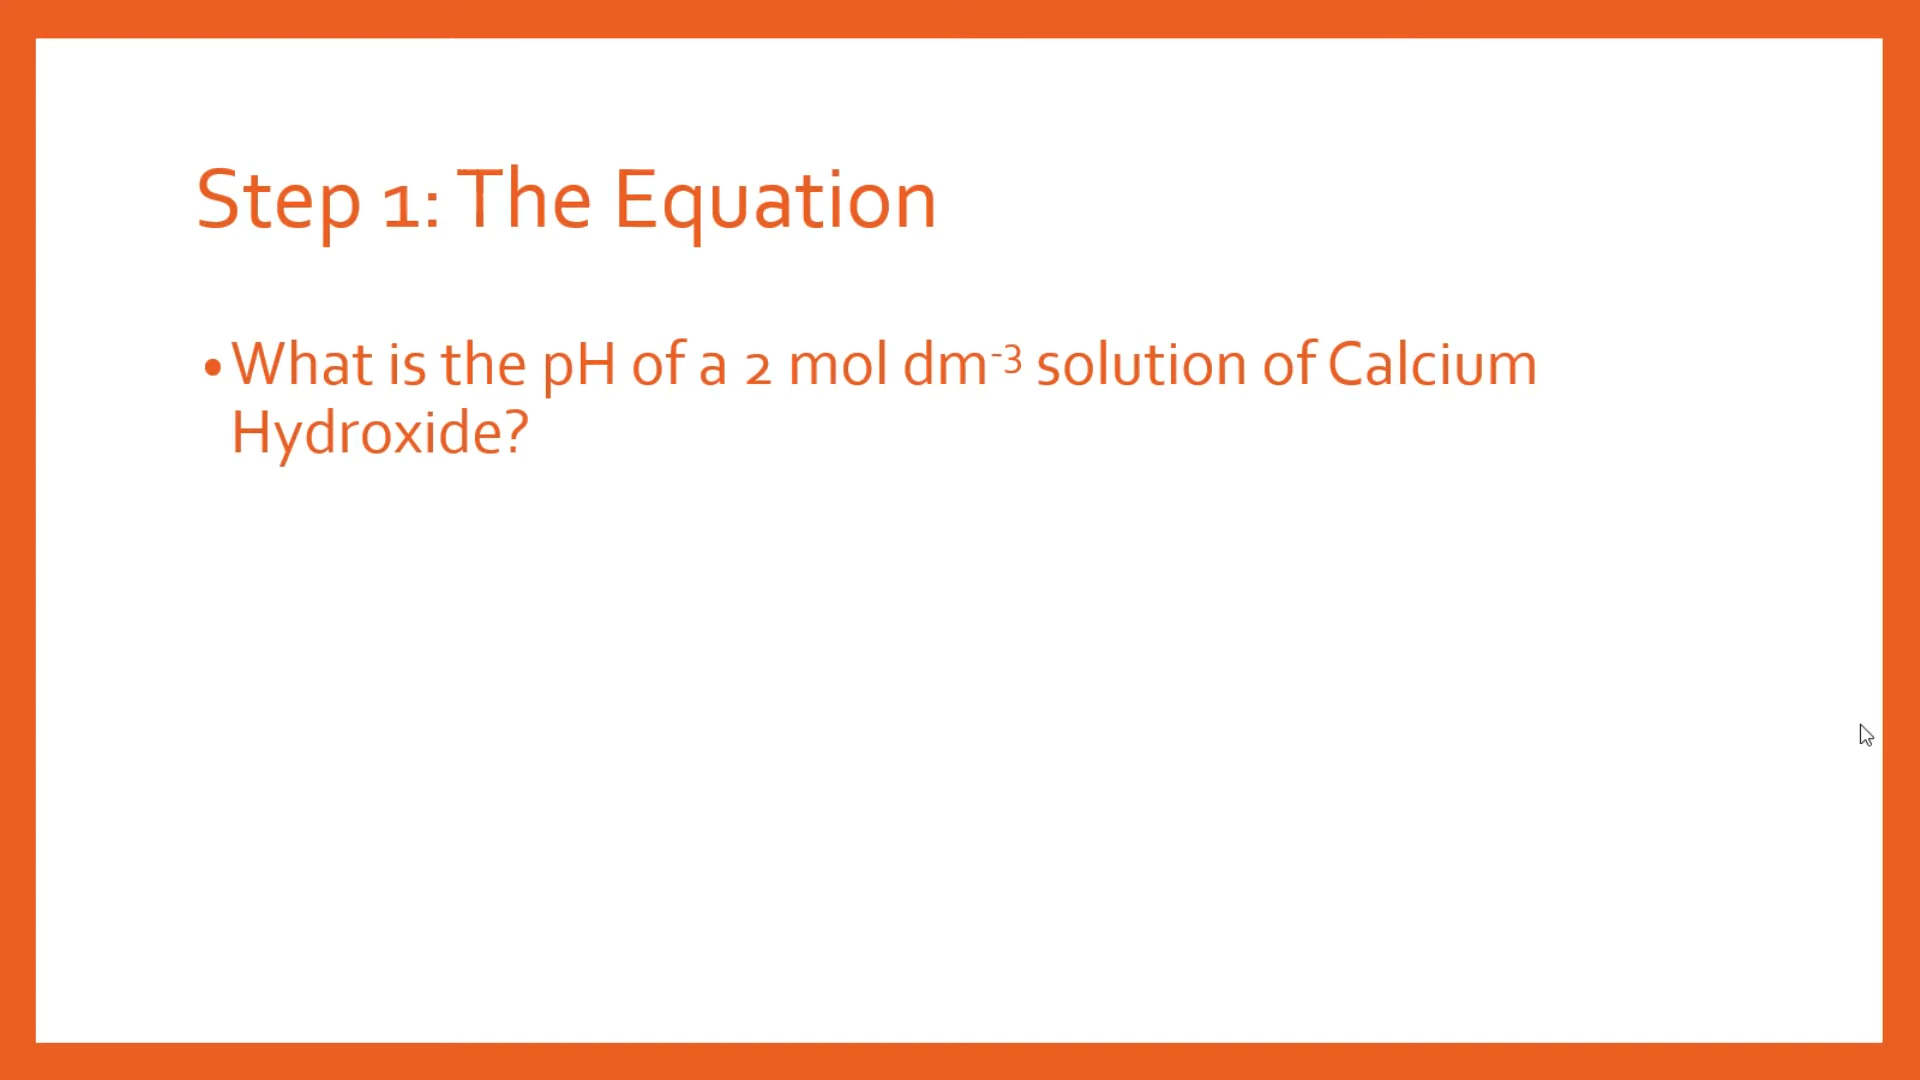 Step 1: The Equation
•What is the pH of a 2 mol dm⁻³ solution of Calcium
Hydroxide?